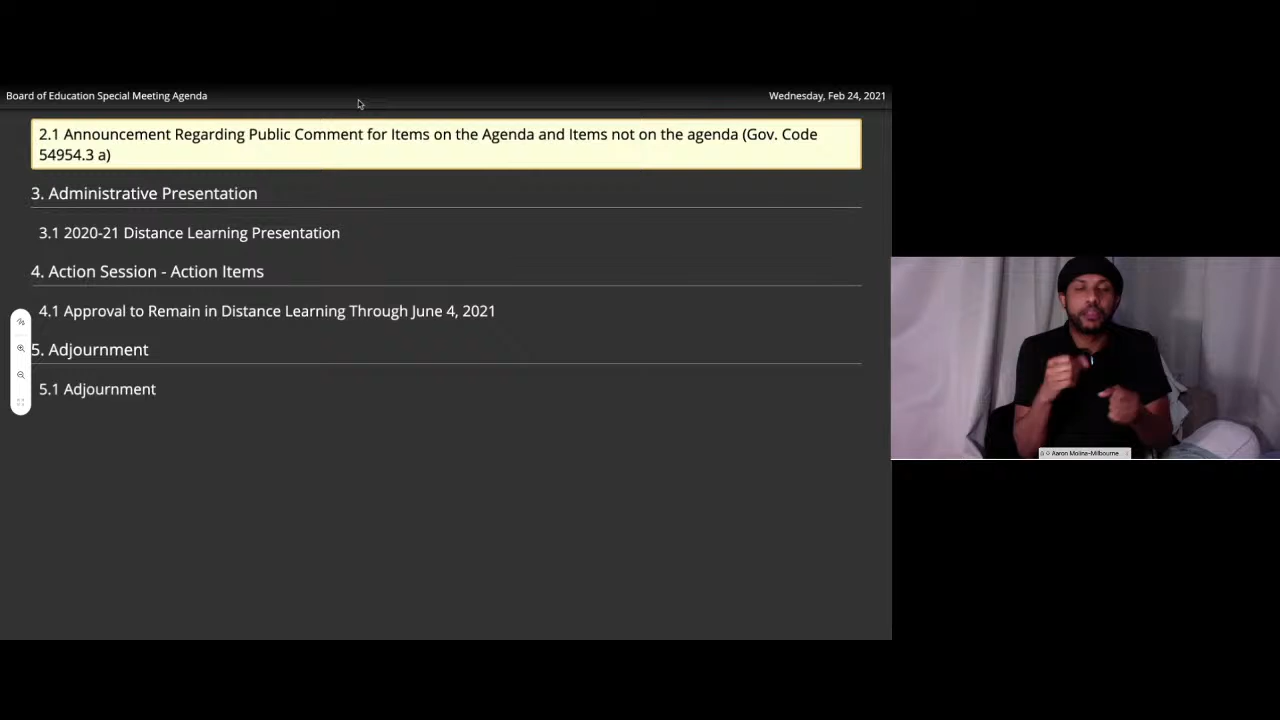 Board of Education Special Meeting Agenda
Wednesday, Feb 24, 2021
2.1 Announcement Regarding Public Comment for Items on the Agenda and Items not on the agenda (Gov. Code
54954.3 a)
3. Administrative Presentation
3.1 2020-21 Distance Learning Presentation
4. Action Session - Action Items
4.1 Approval to Remain in Distance Learning Through June 4, 2021
5. Adjournment
5.1 Adjournment
Aaron Molina-Milbourne